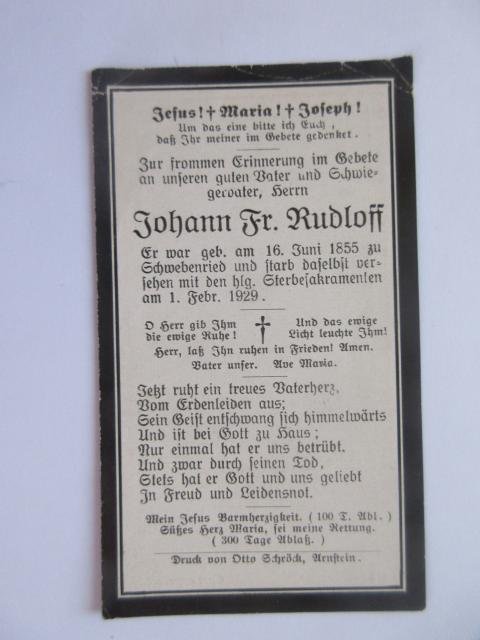 Jesus! † Maria! † Joseph!
Um das eine bitte ich Euch,
daß Ihr meiner im Gebete gedenket.
Zur frommen Erinnerung im Gebete
an unseren guten Vater und Schwie-
gervater, Herrn
Johann Fr. Rudloff
Er war geb. am 16. Juni 1855 zu
Schwebenried und starb daselbst ver-
sehen mit den hlg. Sterbesakramenten
am 1. Febr. 1929.
O Herr gib Ihm
die ewige Ruhe!
†
Und das ewige
Licht leuchte Ihm!
Herr, laß Ihn ruhen in Frieden! Amen.
Vater unser. Ave Maria.
Jetzt ruht ein treues Vaterherz,
Vom Erdenleiden aus;
Sein Geist entschwang sich himmelwärts
Und ist bei Gott zu Haus;
Nur einmal hat er uns betrübt.
Und zwar durch seinen Tod,
Stets hat er Gott und uns geliebt
In Freud und Leidensnot.
Mein Jesus Barmherzigkeit. (100 T. Abl.)
Süßes Herz Maria, sei meine Rettung.
(300 Tage Ablaß.)
Druck von Otto Schröck, Arnstein.